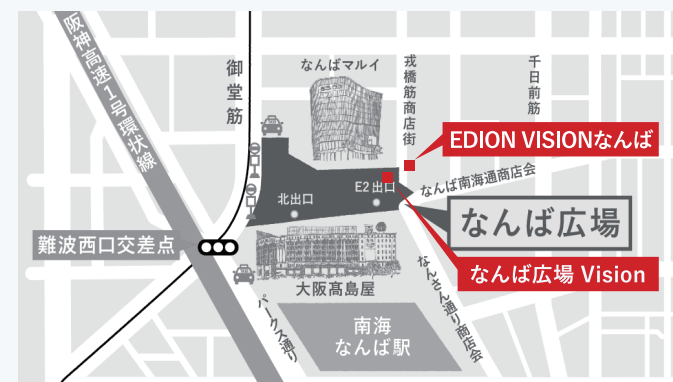 阪神高速1号環状線
御堂筋
なんばマルイ
戎橋筋商店街
千日前筋
EDION VISIONなんば
なんば南海通商店会
北出口
E2出口
なんば広場
難波西口交差点
なんば広場 Vision
大阪髙島屋
なんさん通り商店会
パークス通り
南海
なんば駅